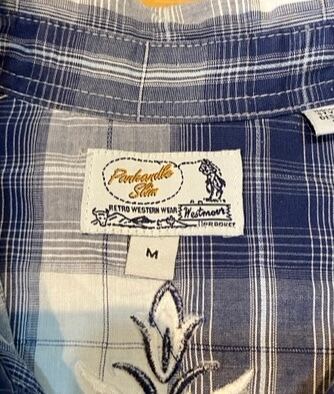 Panhandle
Slim
RETRO WESTERN WEAR
Westmoor
M